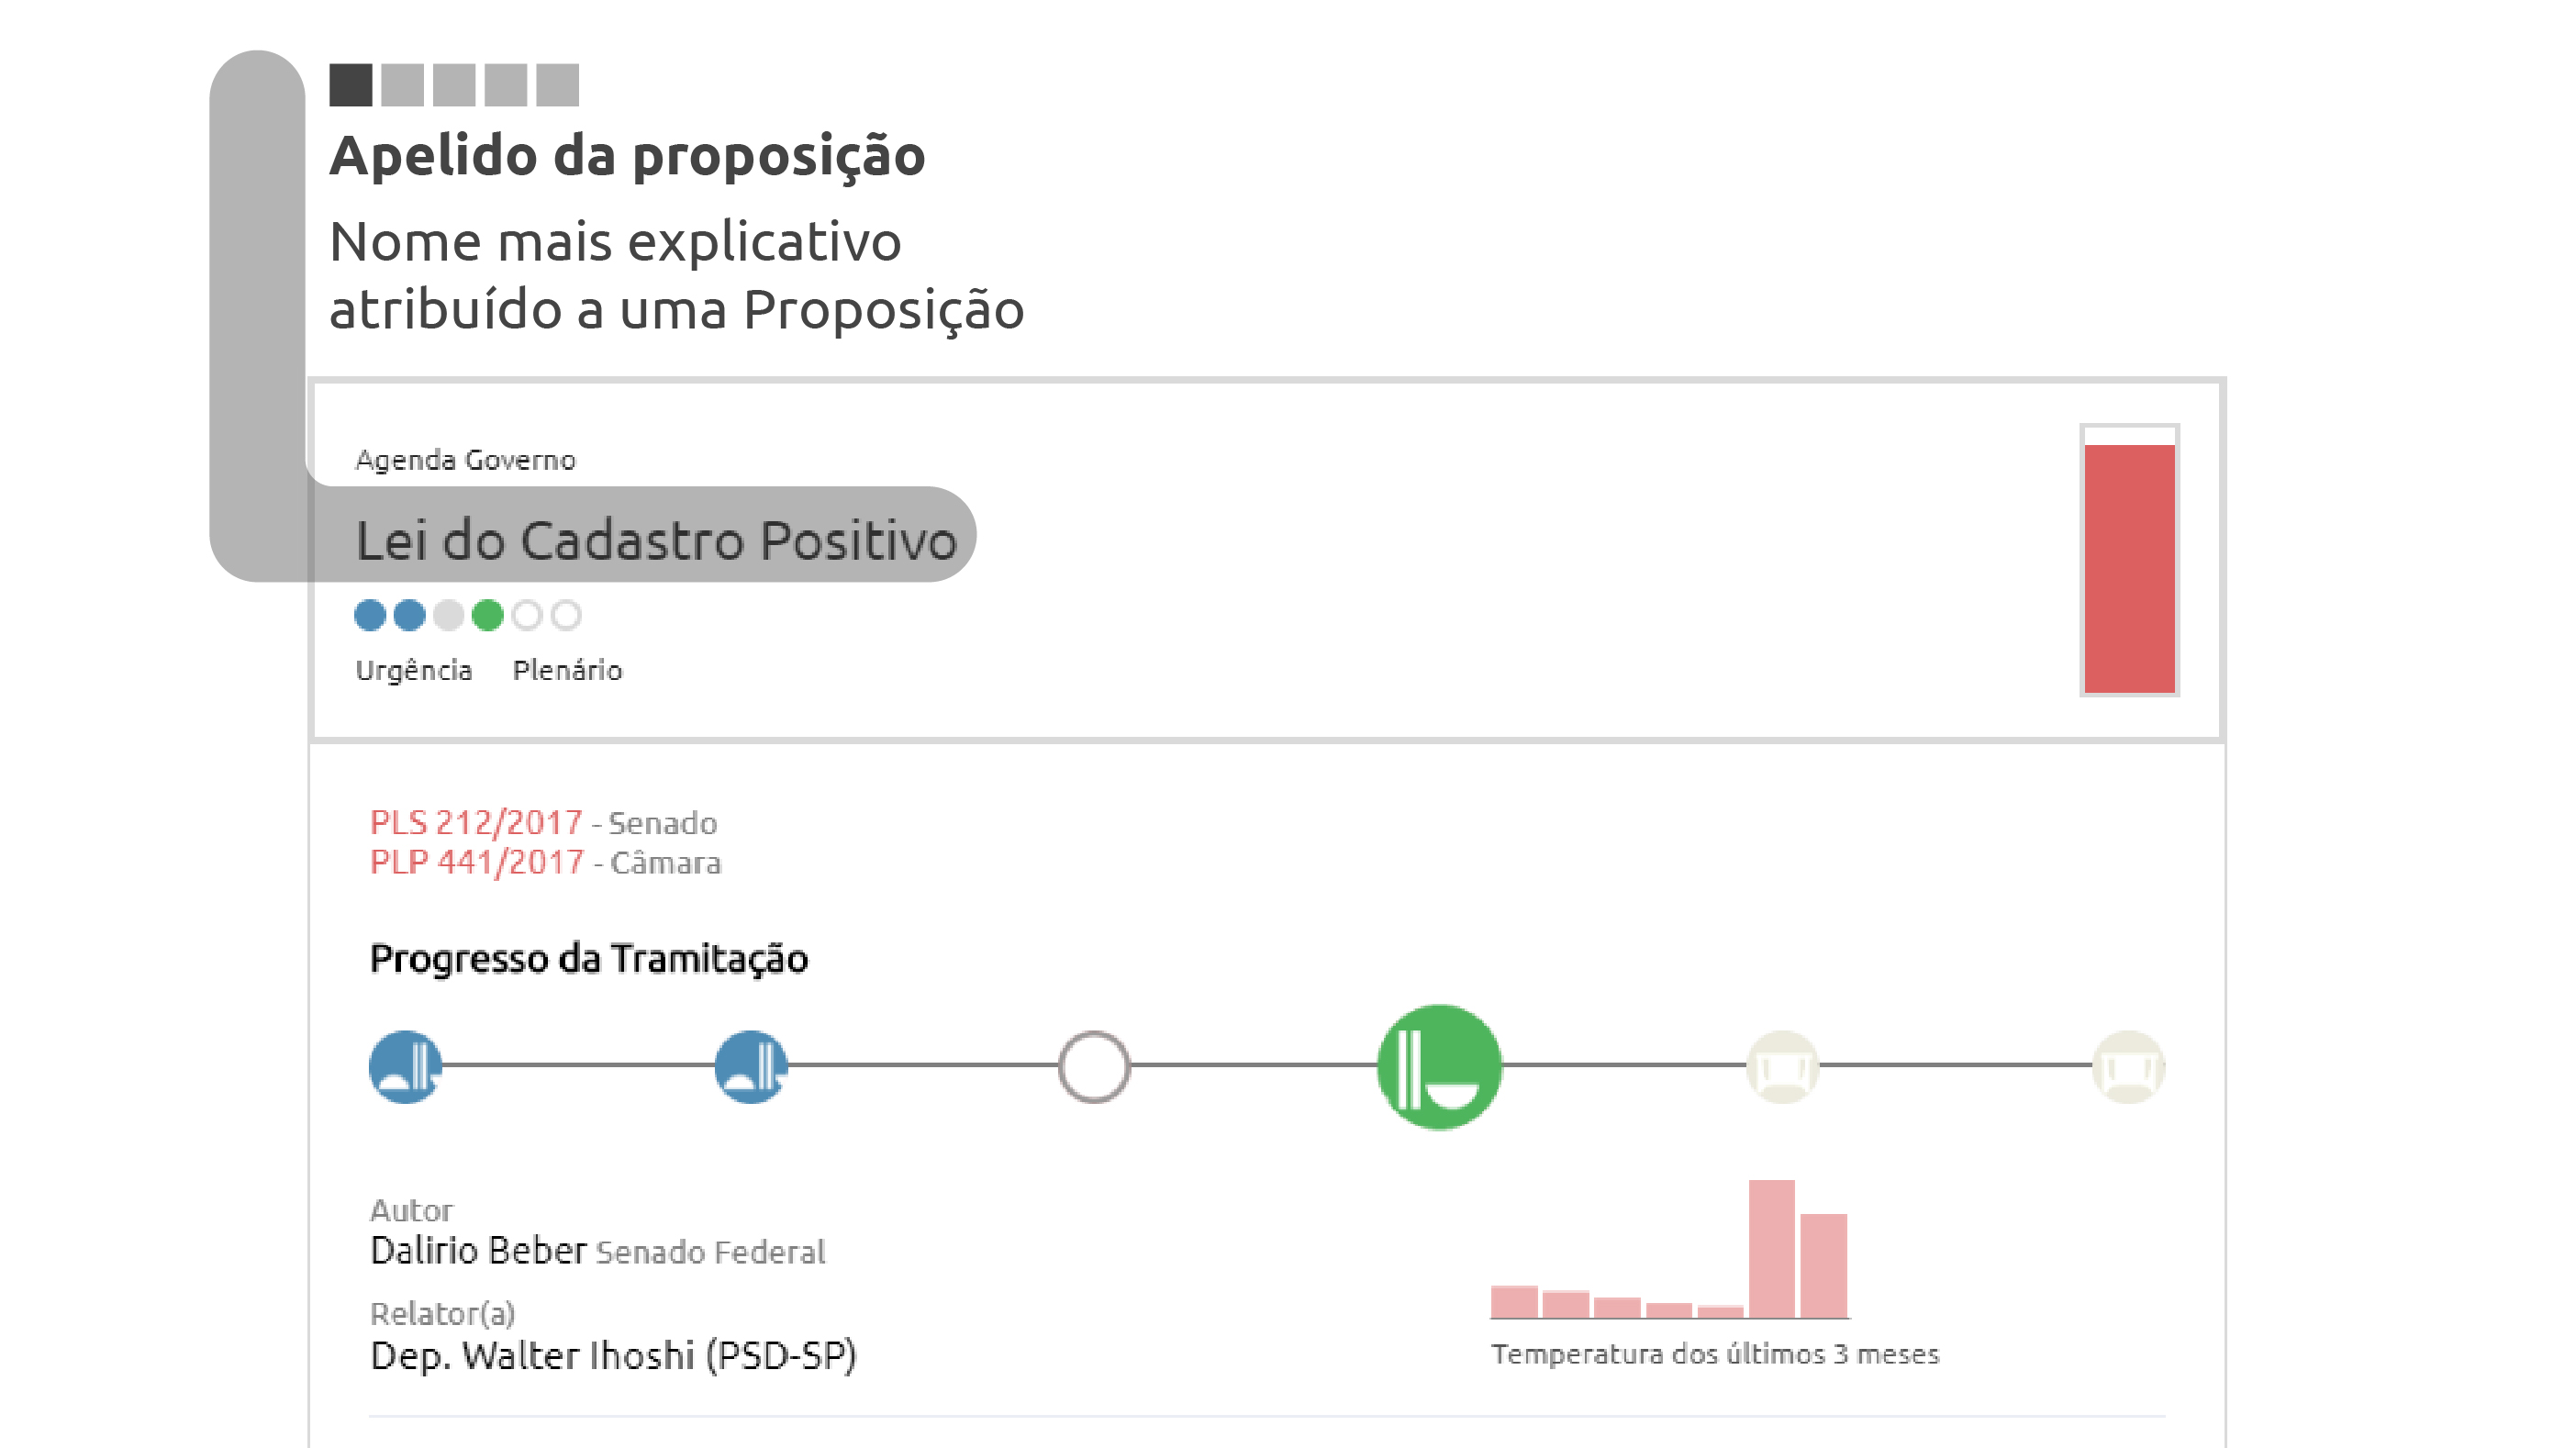 Apelido da proposição
Nome mais explicativo
atribuído a uma Proposição
Agenda Governo
Lei do Cadastro Positivo
Urgência Plenário
PLS 212/2017 - Senado
PLP 441/2017 - Câmara
Progresso da Tramitação
Autor
Dalirio Beber Senado Federal
Relator(a)
Dep. Walter Ihoshi (PSD-SP)
Temperatura dos últimos 3 meses